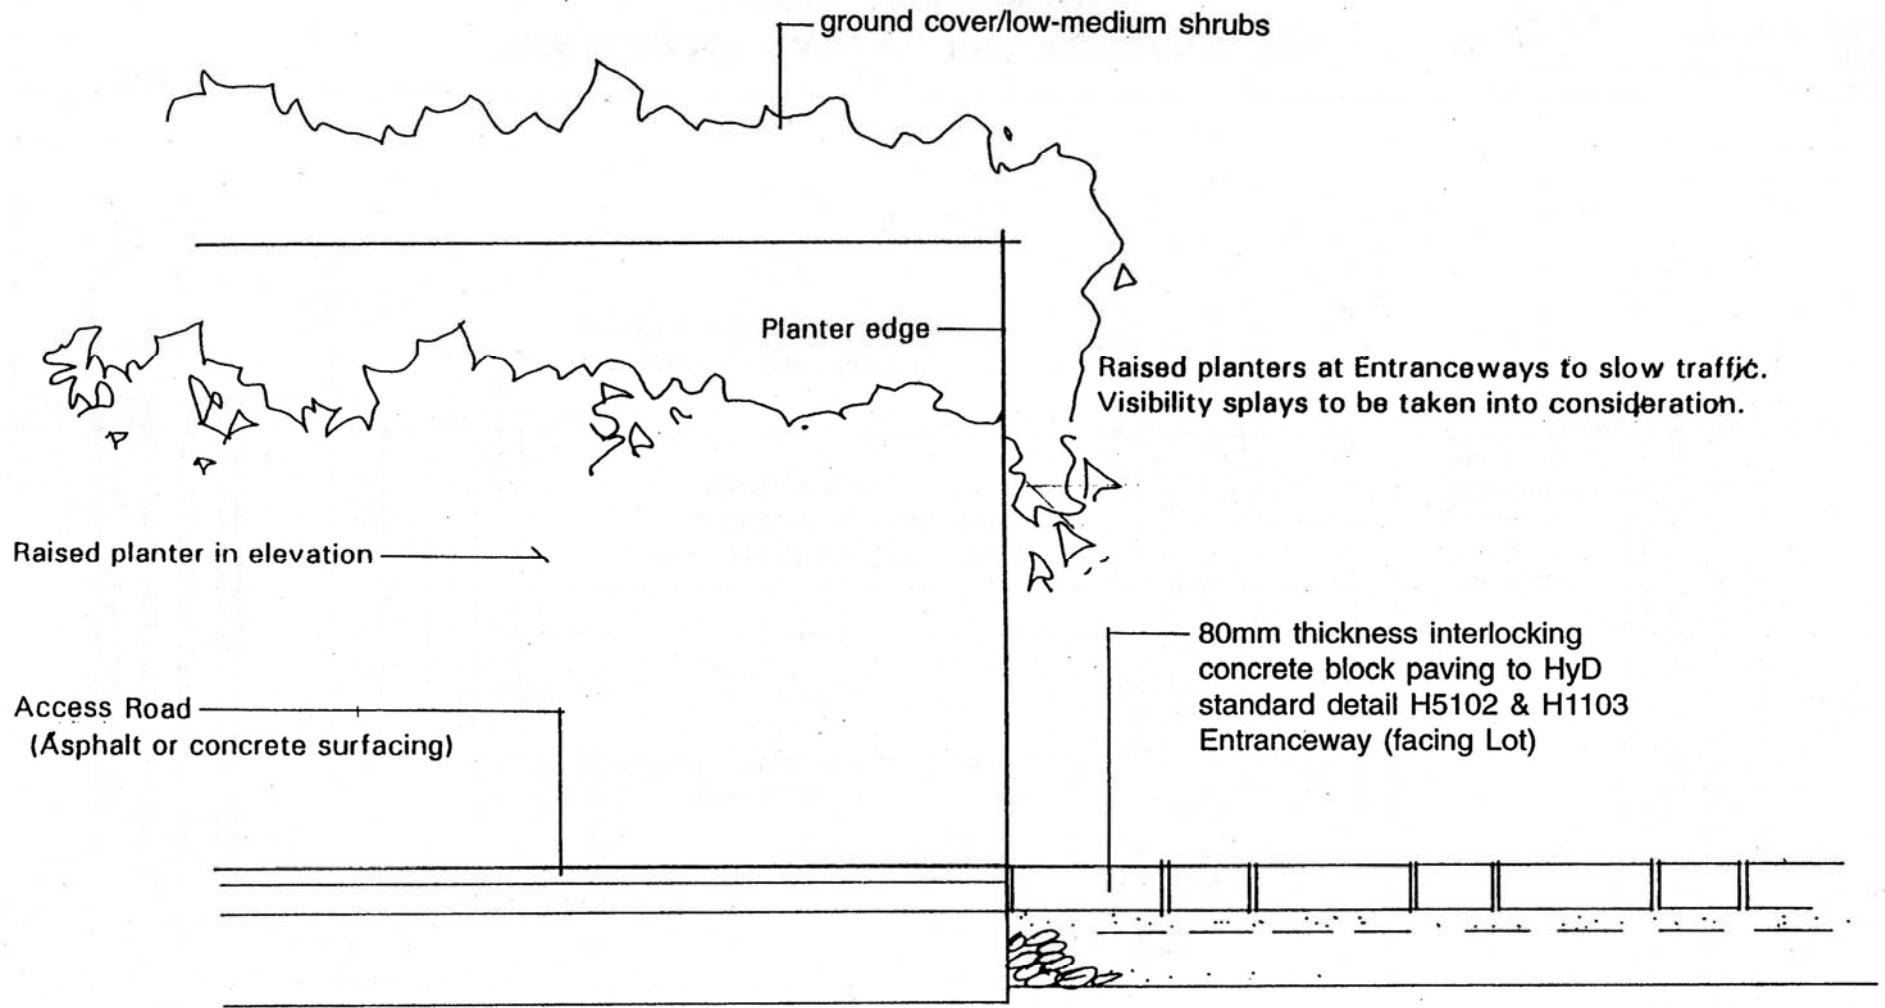 ground cover/low-medium shrubs
Planter edge
Raised planters at Entranceways to slow traffic.
Visibility splays to be taken into consideration.
Raised planter in elevation
80mm thickness interlocking
concrete block paving to HyD
standard detail H5102 & H1103
Entranceway (facing Lot)
Access Road
(Asphalt or concrete surfacing)